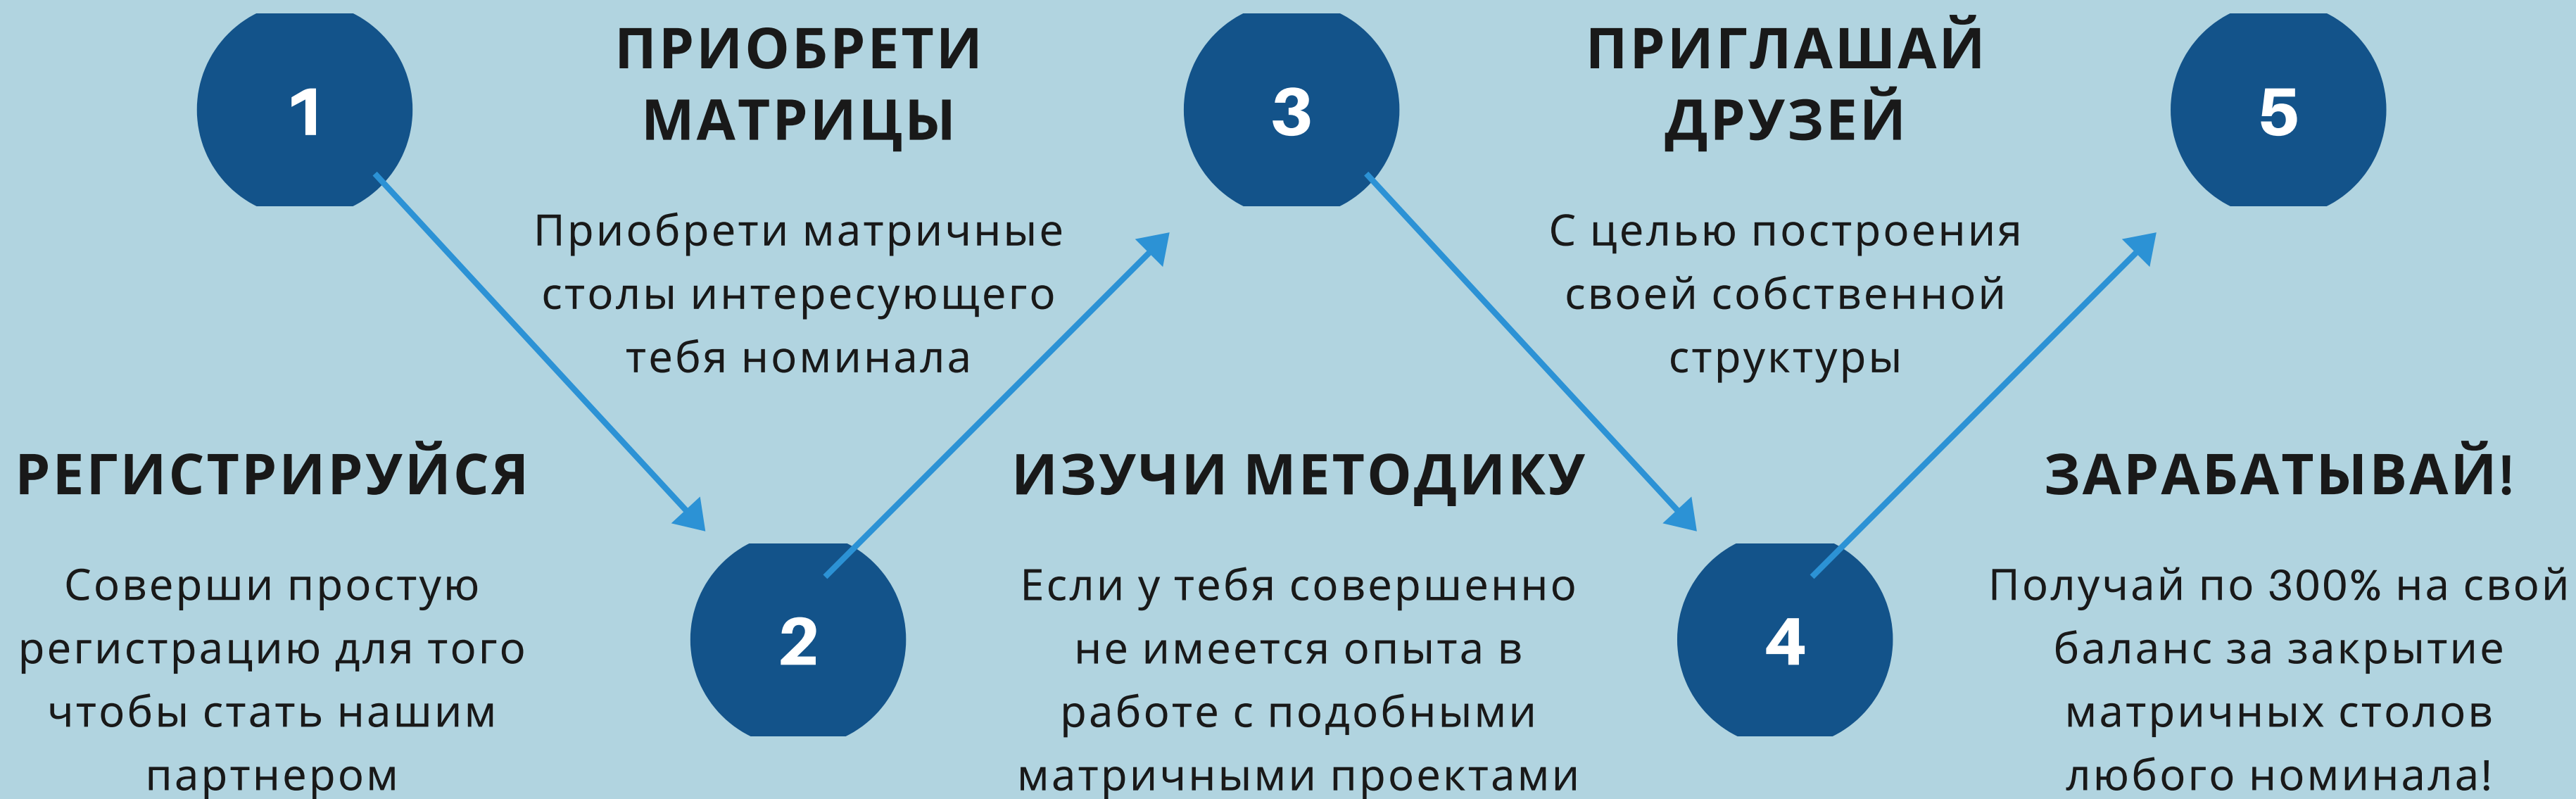 1
РЕГИСТРИРУЙСЯ
Соверши простую
регистрацию для того
чтобы стать нашим
партнером
ПРИОБРЕТИ
МАТРИЦЫ
Приобрети матричные
столы интересующего
тебя номинала
2
3
ИЗУЧИ МЕТОДИКУ
Если у тебя совершенно
не имеется опыта в
работе с подобными
матричными проектами
ПРИГЛАШАЙ
ДРУЗЕЙ
С целью построения
своей собственной
структуры
4
5
ЗАРАБАТЫВАЙ!
Получай по 300% на свой
баланс за закрытие
матричных столов
любого номинала!